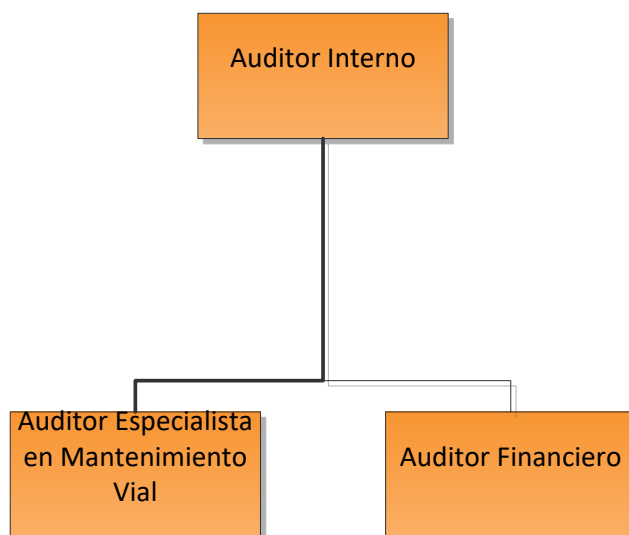 Auditor Interno
Auditor Especialista
en Mantenimiento
Vial
Auditor Financiero